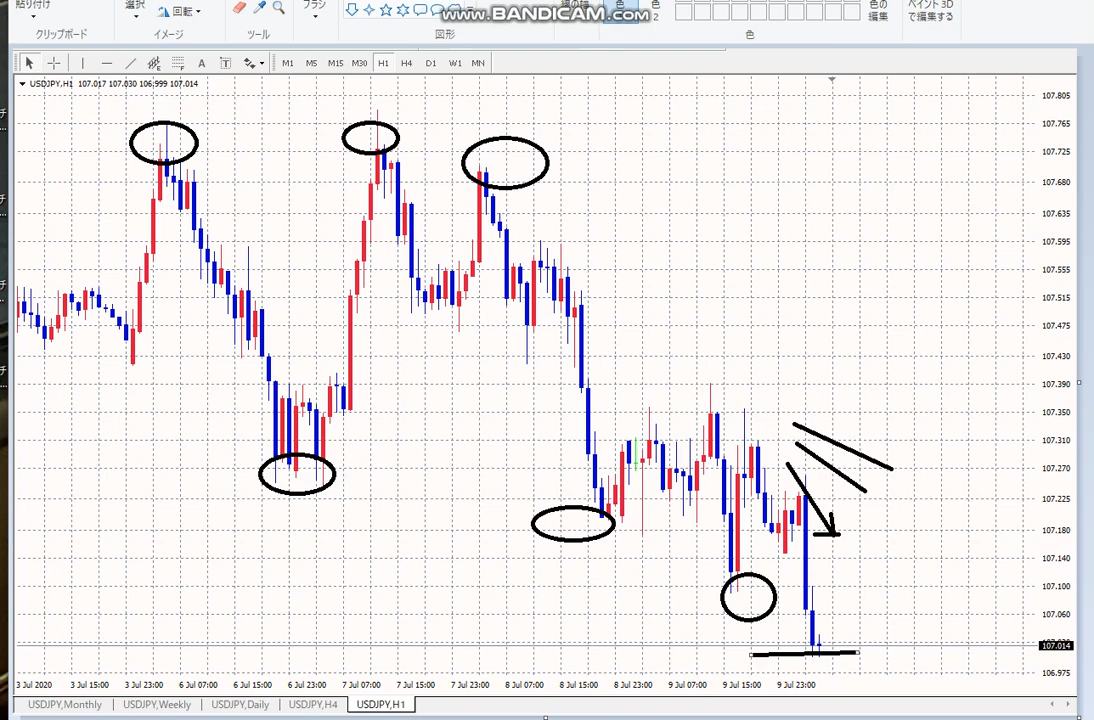 貼り付け
選択
回転
ブラシ
www.BANDICAM.com
色
色
2
色の
編集
ペイント 3D
で編集する
クリップボード
イメージ
ツール
図形
色
A
T
M1
M5
M15
M30
H1
H4
D1
W1
MN
USDJPY,H1 107.017 107.030 106.999 107.014
107.805
107.765
107.725
107.680
107.635
107.595
107.555
107.515
107.475
107.430
107.390
107.350
107.310
107.270
107.225
107.180
107.140
107.100
107.060
107.014
106.975
3 Jul 2020
3 Jul 15:00
3 Jul 23:00
6 Jul 07:00
6 Jul 15:00
6 Jul 23:00
7 Jul 07:00
7 Jul 15:00
7 Jul 23:00
8 Jul 07:00
8 Jul 15:00
8 Jul 23:00
9 Jul 07:00
9 Jul 15:00
9 Jul 23:00
USDJPY,Monthly
USDJPY,Weekly
USDJPY,Daily
USDJPY,H4
USDJPY,H1